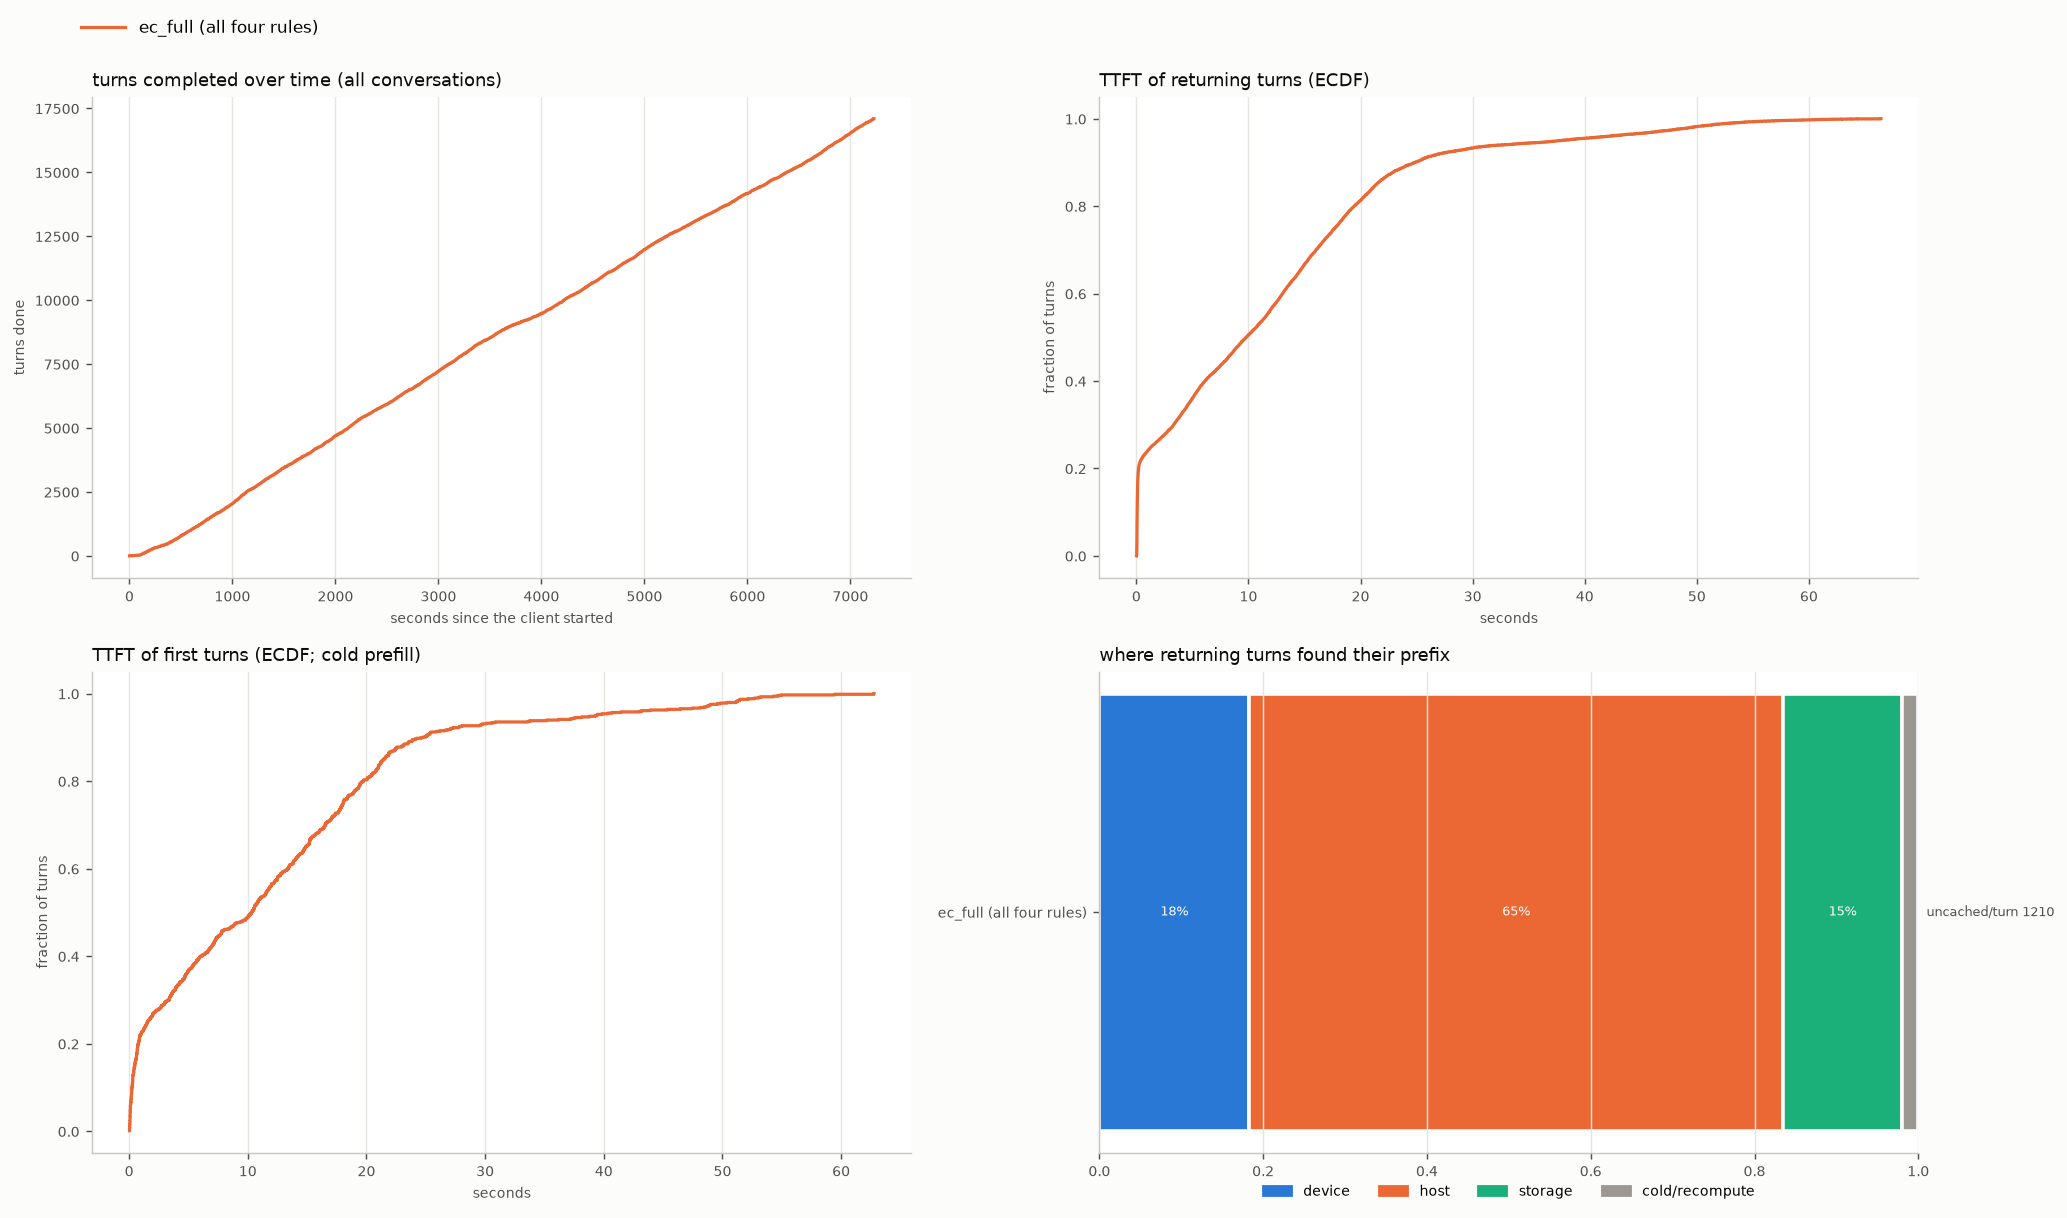 ec_full (all four rules)
turns completed over time (all conversations)
17500
15000
12500
10000
7500
5000
2500
0
turns done
0 1000 2000 3000 4000 5000 6000 7000
seconds since the client started
TTFT of returning turns (ECDF)
1.0
0.8
0.6
0.4
0.2
0.0
fraction of turns
0 10 20 30 40 50 60
seconds
TTFT of first turns (ECDF; cold prefill)
1.0
0.8
0.6
0.4
0.2
0.0
fraction of turns
0 10 20 30 40 50 60
seconds
where returning turns found their prefix
ec_full (all four rules)
18% 65% 15%
uncached/turn 1210
0.0 0.2 0.4 0.6 0.8 1.0
device host storage cold/recompute